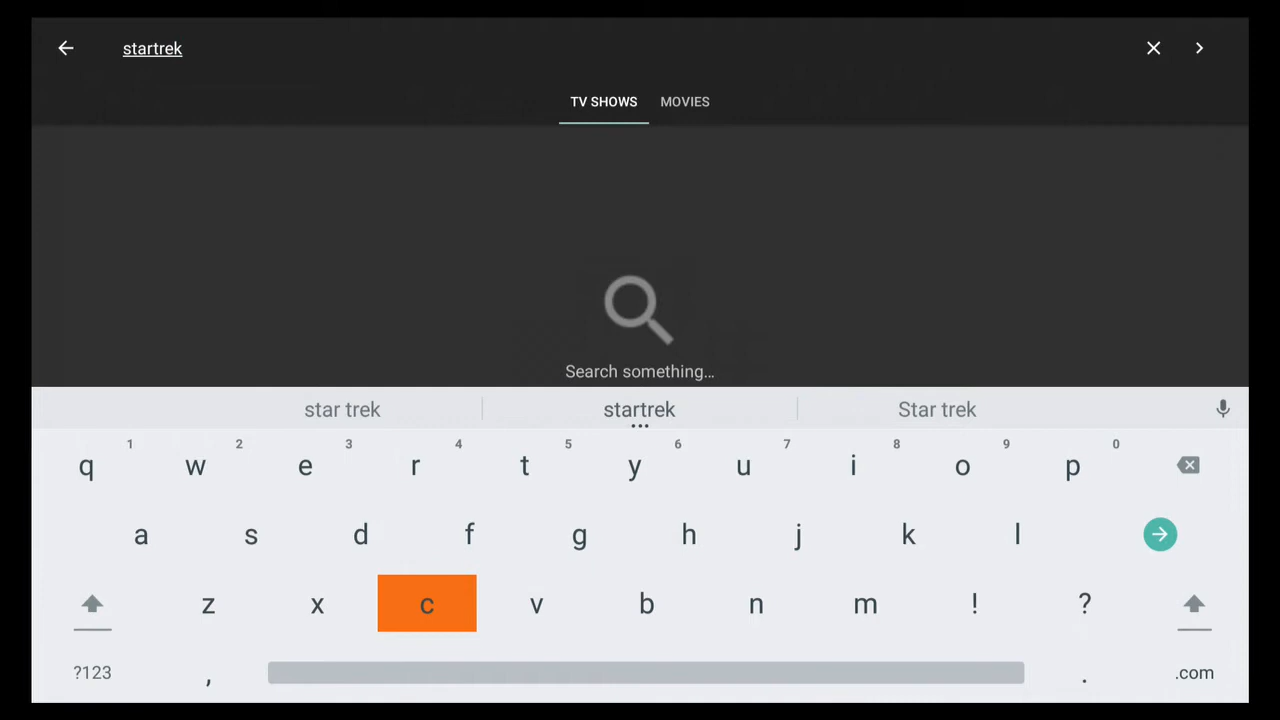 startrek
TV SHOWS MOVIES
Search something...
star trek startrek Star trek
1 2 3 4 5 6 7 8 9 0
q w e r t y u i o p
a s d f g h j k l
z x c v b n m ! ?
?123 , . .com